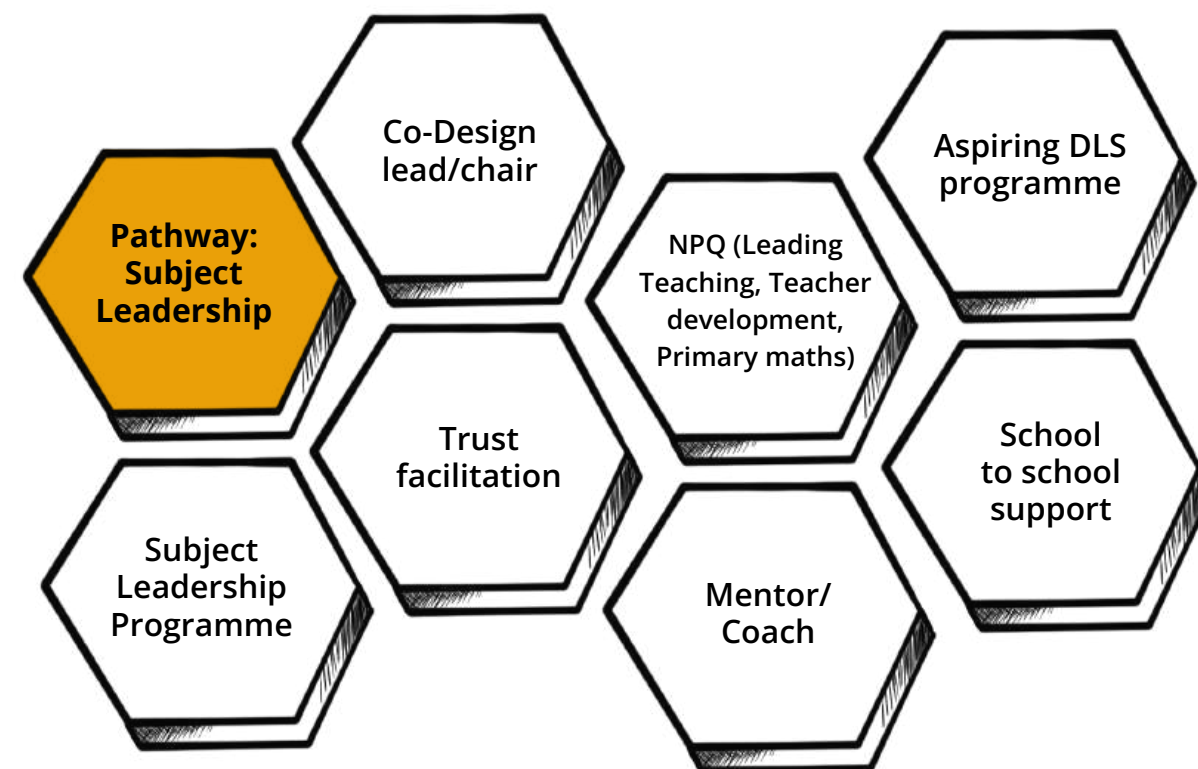 Pathway:
Subject
Leadership
Co-Design
lead/chair
NPQ (Leading
Teaching, Teacher
development,
Primary maths)
Aspiring DLS
programme
Subject
Leadership
Programme
Trust
facilitation
Mentor/
Coach
School
to school
support